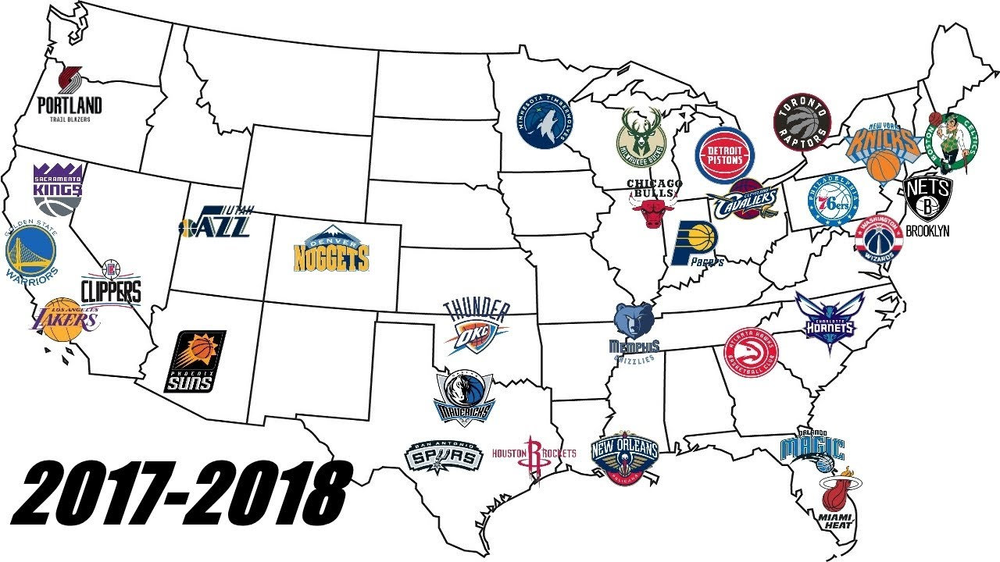 PORTLAND
TRAIL BLAZERS
SACRAMENTO
KINGS
GOLDEN STATE
WARRIORS
CLIPPERS
LOS ANGELES
LAKERS
UTAH
JAZZ
DENVER
NUGGETS
PHOENIX
SUNS
THUNDER
OKC
MAVERICKS
SAN ANTONIO
SPURS
HOUSTON ROCKETS
NEW ORLEANS
PELICANS
MEMPHIS
GRIZZLIES
MINNESOTA TIMBERWOLVES
MILWAUKEE BUCKS
CHICAGO
BULLS
DETROIT
PISTONS
CLEVELAND
CAVALIERS
Pacers
TORONTO
RAPTORS
NEW YORK
KNICKS
BOSTON
CELTICS
PHILADELPHIA
76ers
NETS
B
BROOKLYN
WASHINGTON
WIZARDS
CHARLOTTE
HORNETS
ATLANTA HAWKS
BASKETBALL CLUB
ORLANDO
MAGIC
MIAMI
HEAT
2017-2018